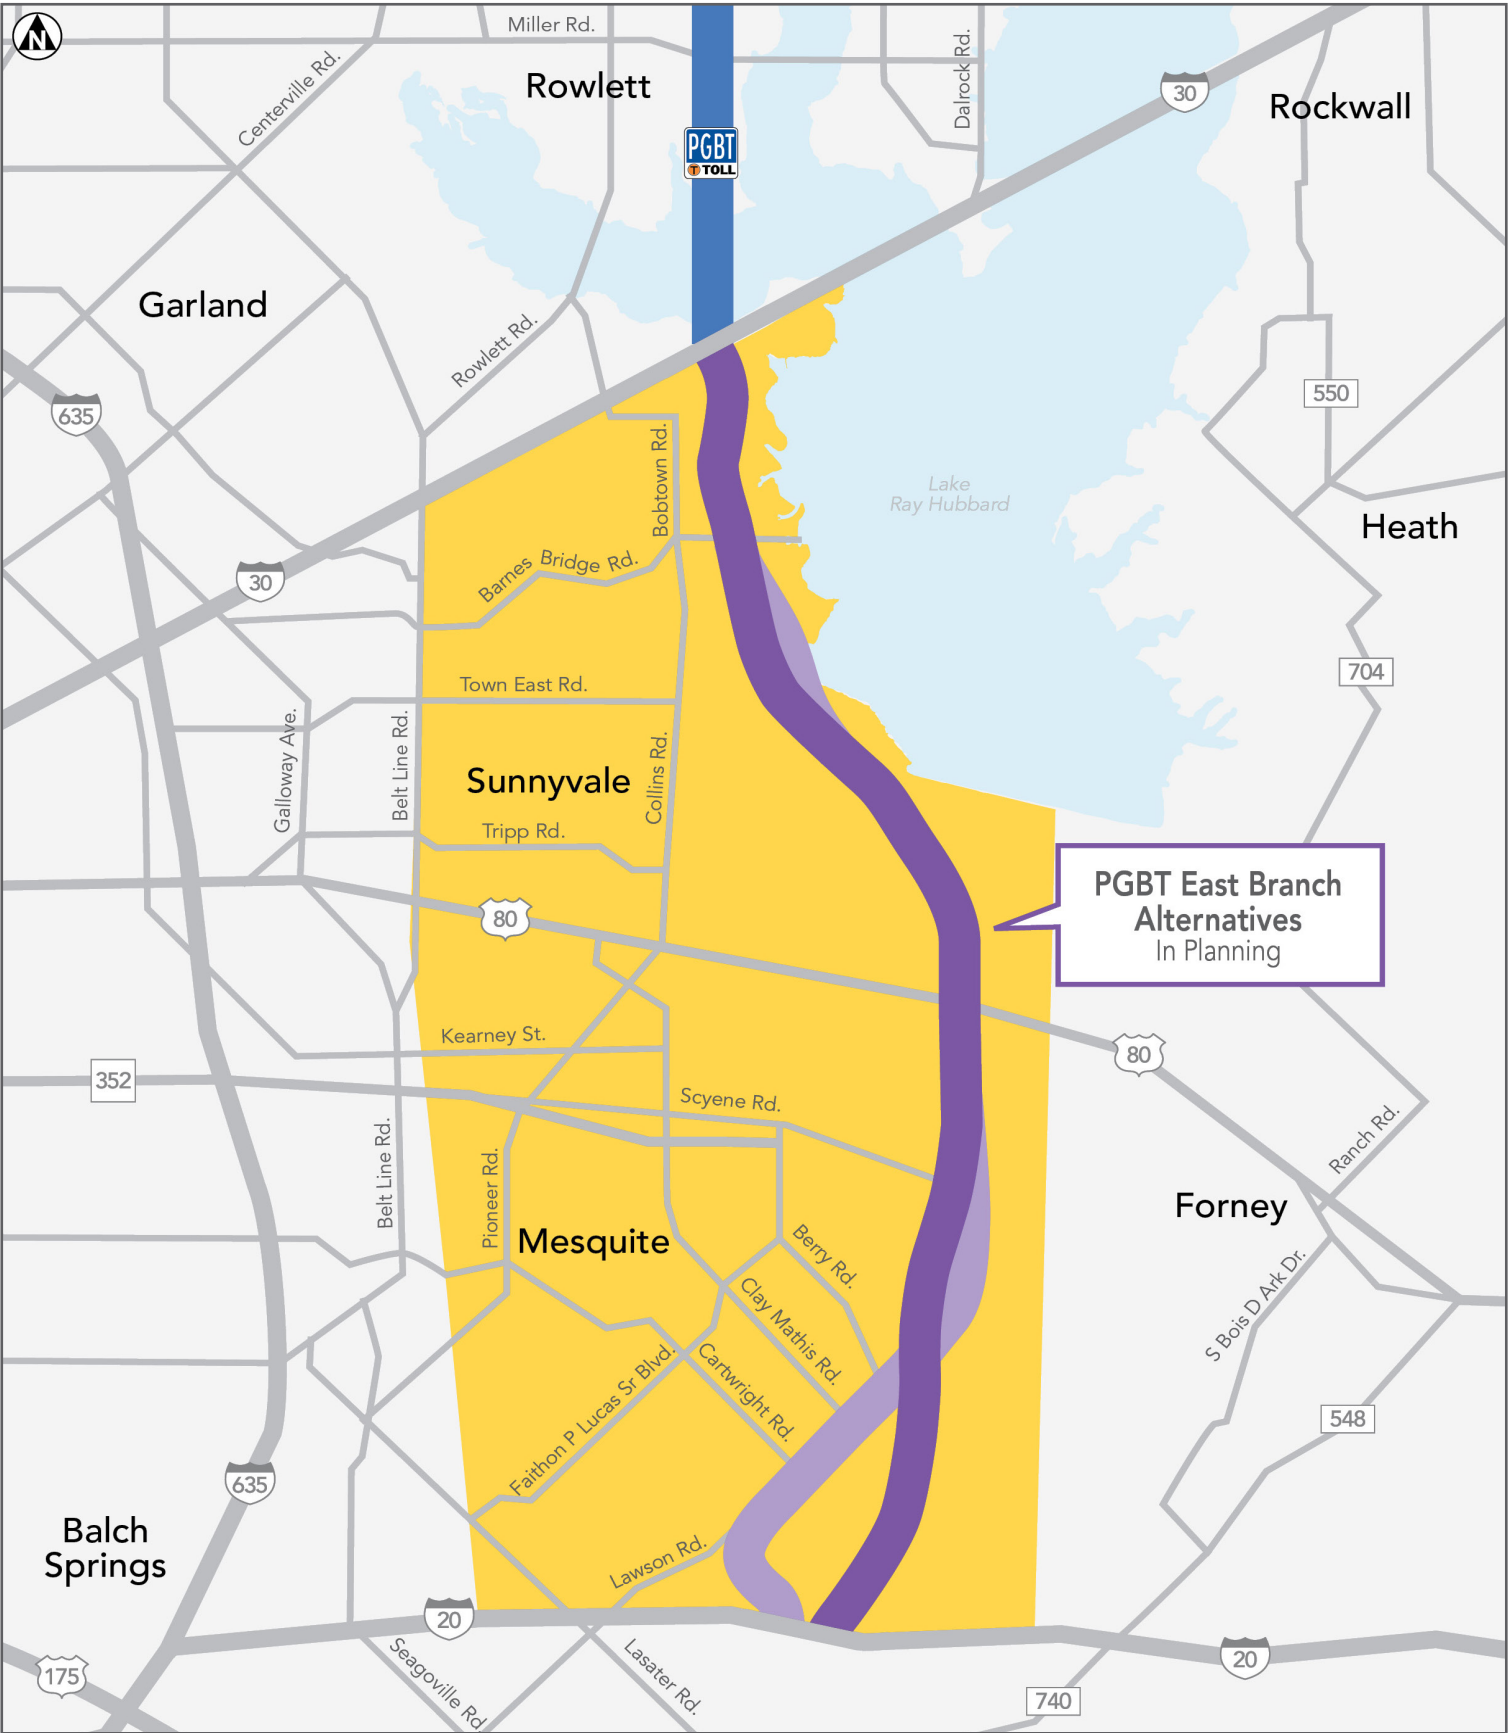 N
Miller Rd.
Centerville Rd.
Rowlett
Dalrock Rd.
30
Rockwall
PGBT
T TOLL
Garland
Rowlett Rd.
635
550
Bobtown Rd.
Lake
Ray Hubbard
Heath
Barnes Bridge Rd.
30
704
Town East Rd.
Galloway Ave.
Belt Line Rd.
Sunnyvale
Collins Rd.
Tripp Rd.
PGBT East Branch
Alternatives
In Planning
80
Kearney St.
80
352
Scyene Rd.
Ranch Rd.
Belt Line Rd.
Pioneer Rd.
Mesquite
Forney
Berry Rd.
Clay Mathis Rd.
S Bois D Ark Dr.
Cartwright Rd.
Faithon P Lucas Sr Blvd.
548
635
Balch
Springs
Lawson Rd.
20
20
175
Seagoville Rd.
Lasater Rd.
740